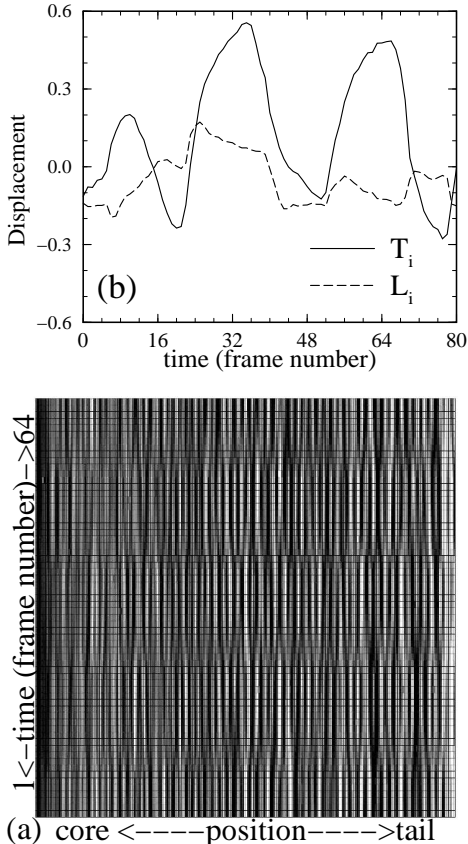 0.6
0.3
0.0
−0.3
−0.6
Displacement
(b)
T_i
L_i
0 16 32 48 64 80
time (frame number)
1<−time (frame number)−>64
(a) core <−−−−position−−−−>tail